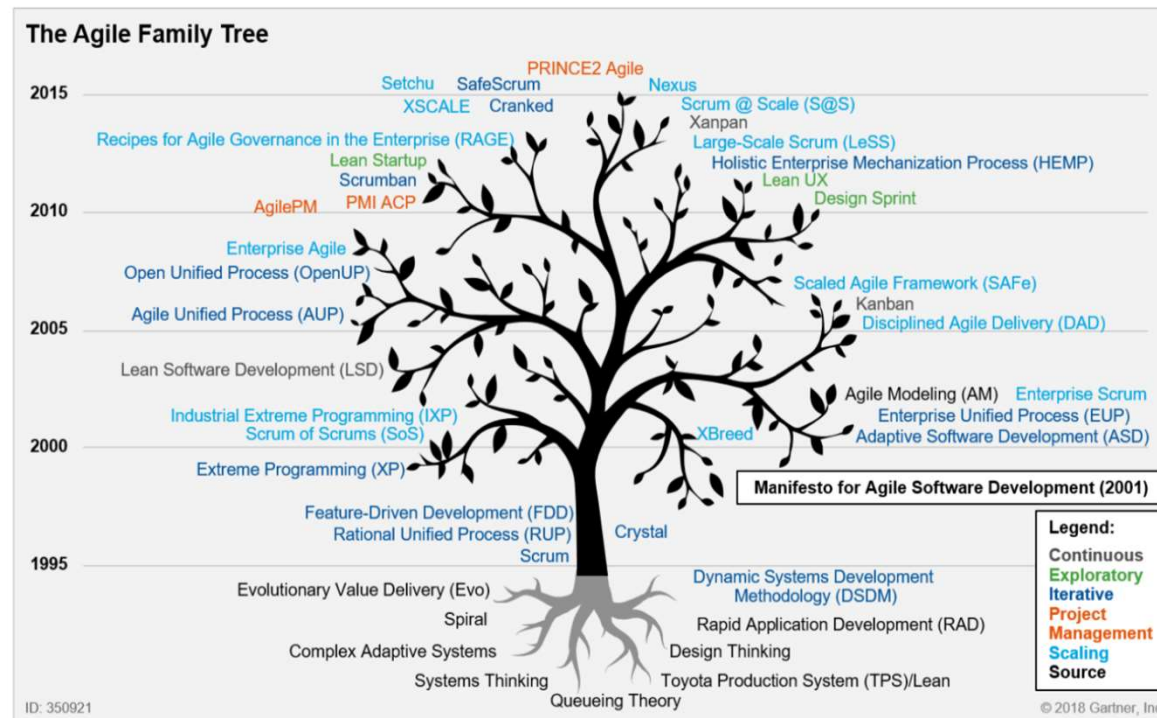 The Agile Family Tree
PRINCE2 Agile
2015
Setchu
SafeScrum
Nexus
XSCALE
Cranked
Scrum @ Scale (S@S)
Xanpan
Recipes for Agile Governance in the Enterprise (RAGE)
Large-Scale Scrum (LeSS)
Lean Startup
Holistic Enterprise Mechanization Process (HEMP)
Scrumban
Lean UX
AgilePM
PMI ACP
Design Sprint
2010
Enterprise Agile
Open Unified Process (OpenUP)
Scaled Agile Framework (SAFe)
Kanban
Agile Unified Process (AUP)
Disciplined Agile Delivery (DAD)
2005
Lean Software Development (LSD)
Agile Modeling (AM)
Enterprise Scrum
Industrial Extreme Programming (IXP)
Enterprise Unified Process (EUP)
Scrum of Scrums (SoS)
XBreed
Adaptive Software Development (ASD)
2000
Extreme Programming (XP)
Manifesto for Agile Software Development (2001)
Feature-Driven Development (FDD)
Rational Unified Process (RUP)
Crystal
Scrum
1995
Evolutionary Value Delivery (Evo)
Dynamic Systems Development
Methodology (DSDM)
Spiral
Rapid Application Development (RAD)
Complex Adaptive Systems
Design Thinking
Systems Thinking
Toyota Production System (TPS)/Lean
Queueing Theory
Legend:
Continuous
Exploratory
Iterative
Project
Management
Scaling
Source
ID: 350921
© 2018 Gartner, Inc